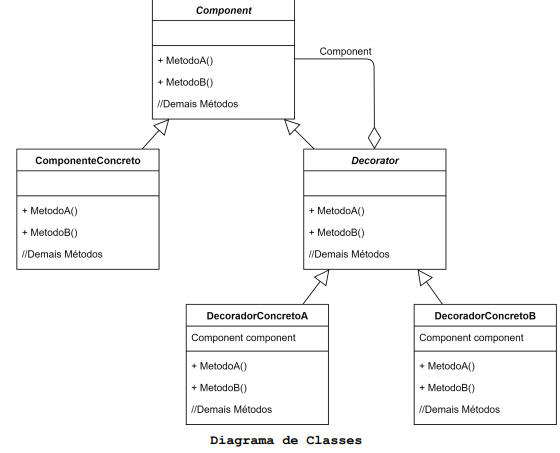 Component
+ MetodoA()
+ MetodoB()
//Demais Métodos
Component
ComponenteConcreto
+ MetodoA()
+ MetodoB()
//Demais Métodos
Decorator
+ MetodoA()
+ MetodoB()
//Demais Métodos
DecoradorConcretoA
Component component
+ MetodoA()
+ MetodoB()
//Demais Métodos
DecoradorConcretoB
Component component
+ MetodoA()
+ MetodoB()
//Demais Métodos
Diagrama de Classes